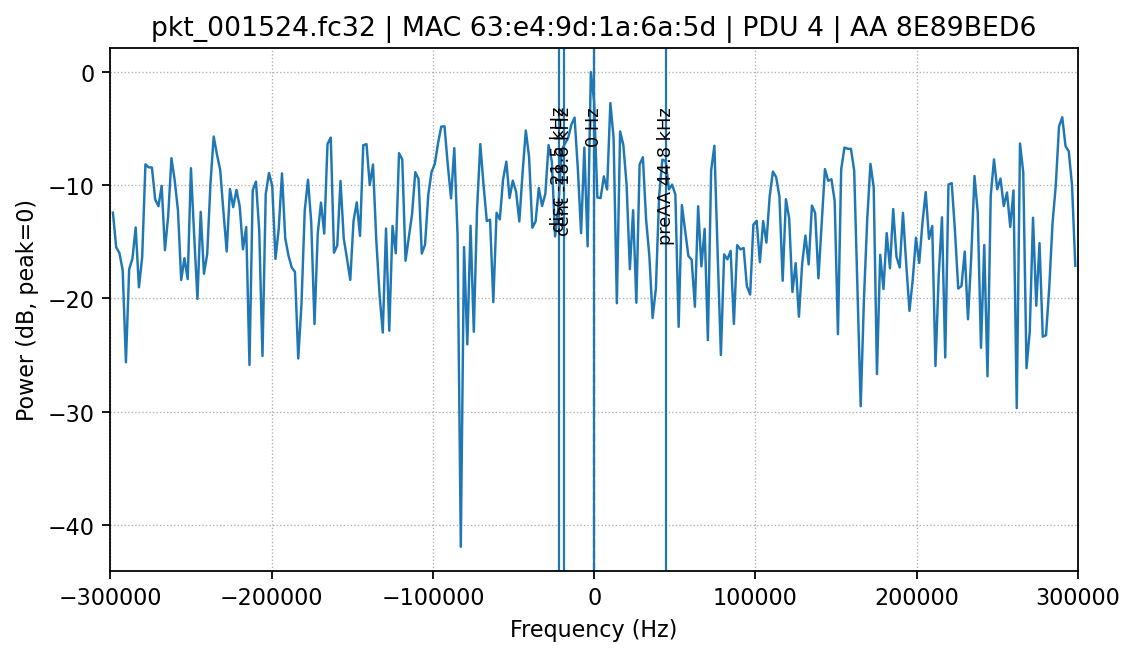 pkt_001524.fc32 | MAC 63:e4:9d:1a:6a:5d | PDU 4 | AA 8E89BED6
Power (dB, peak=0)
0
−10
−20
−30
−40
0 Hz
preAA 44.8 kHz
−300000
−200000
−100000
0
100000
200000
300000
Frequency (Hz)